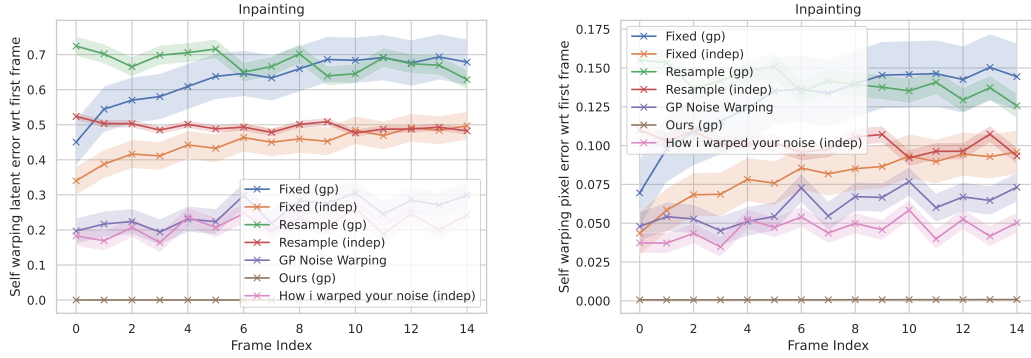 Inpainting
Self warping latent error wrt first frame
0.7
0.6
0.5
0.4
0.3
0.2
0.1
0.0
Fixed (gp)
Fixed (indep)
Resample (gp)
Resample (indep)
GP Noise Warping
Ours (gp)
How i warped your noise (indep)
0 2 4 6 8 10 12 14
Frame Index
Inpainting
Self warping pixel error wrt first frame
0.175
0.150
0.125
0.100
0.075
0.050
0.025
0.000
Fixed (gp)
Fixed (indep)
Resample (gp)
Resample (indep)
GP Noise Warping
Ours (gp)
How i warped your noise (indep)
0 2 4 6 8 10 12 14
Frame Index